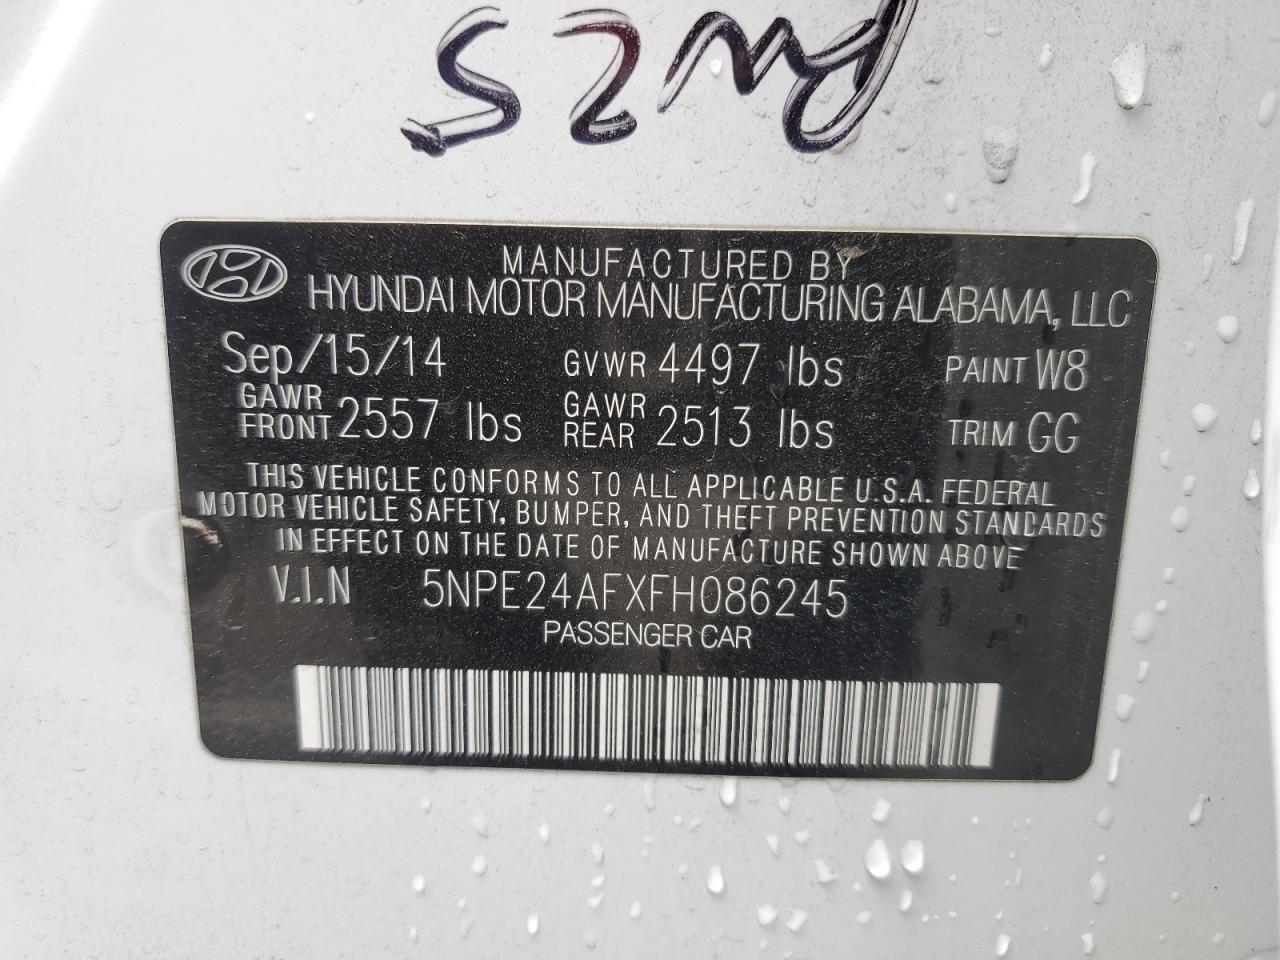 MANUFACTURED BY
HYUNDAI MOTOR MANUFACTURING ALABAMA, LLC
Sep/15/14 GVWR 4497 lbs PAINT W8
GAWR FRONT 2557 lbs GAWR REAR 2513 lbs TRIM GG
THIS VEHICLE CONFORMS TO ALL APPLICABLE U.S.A. FEDERAL
MOTOR VEHICLE SAFETY, BUMPER, AND THEFT PREVENTION STANDARDS
IN EFFECT ON THE DATE OF MANUFACTURE SHOWN ABOVE
V.I.N 5NPE24AFXFH086245
PASSENGER CAR